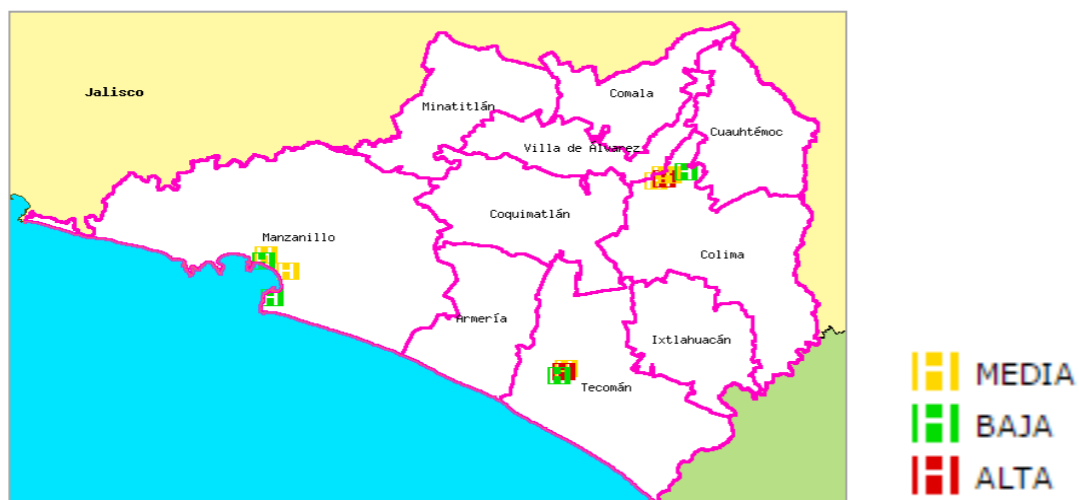 Jalisco
Minatitlán
Comala
Cuauhtémoc
Villa de Álvarez
Coquimatlán
Manzanillo
Colima
Armería
Ixtlahuacán
Tecomán
MEDIA
BAJA
ALTA